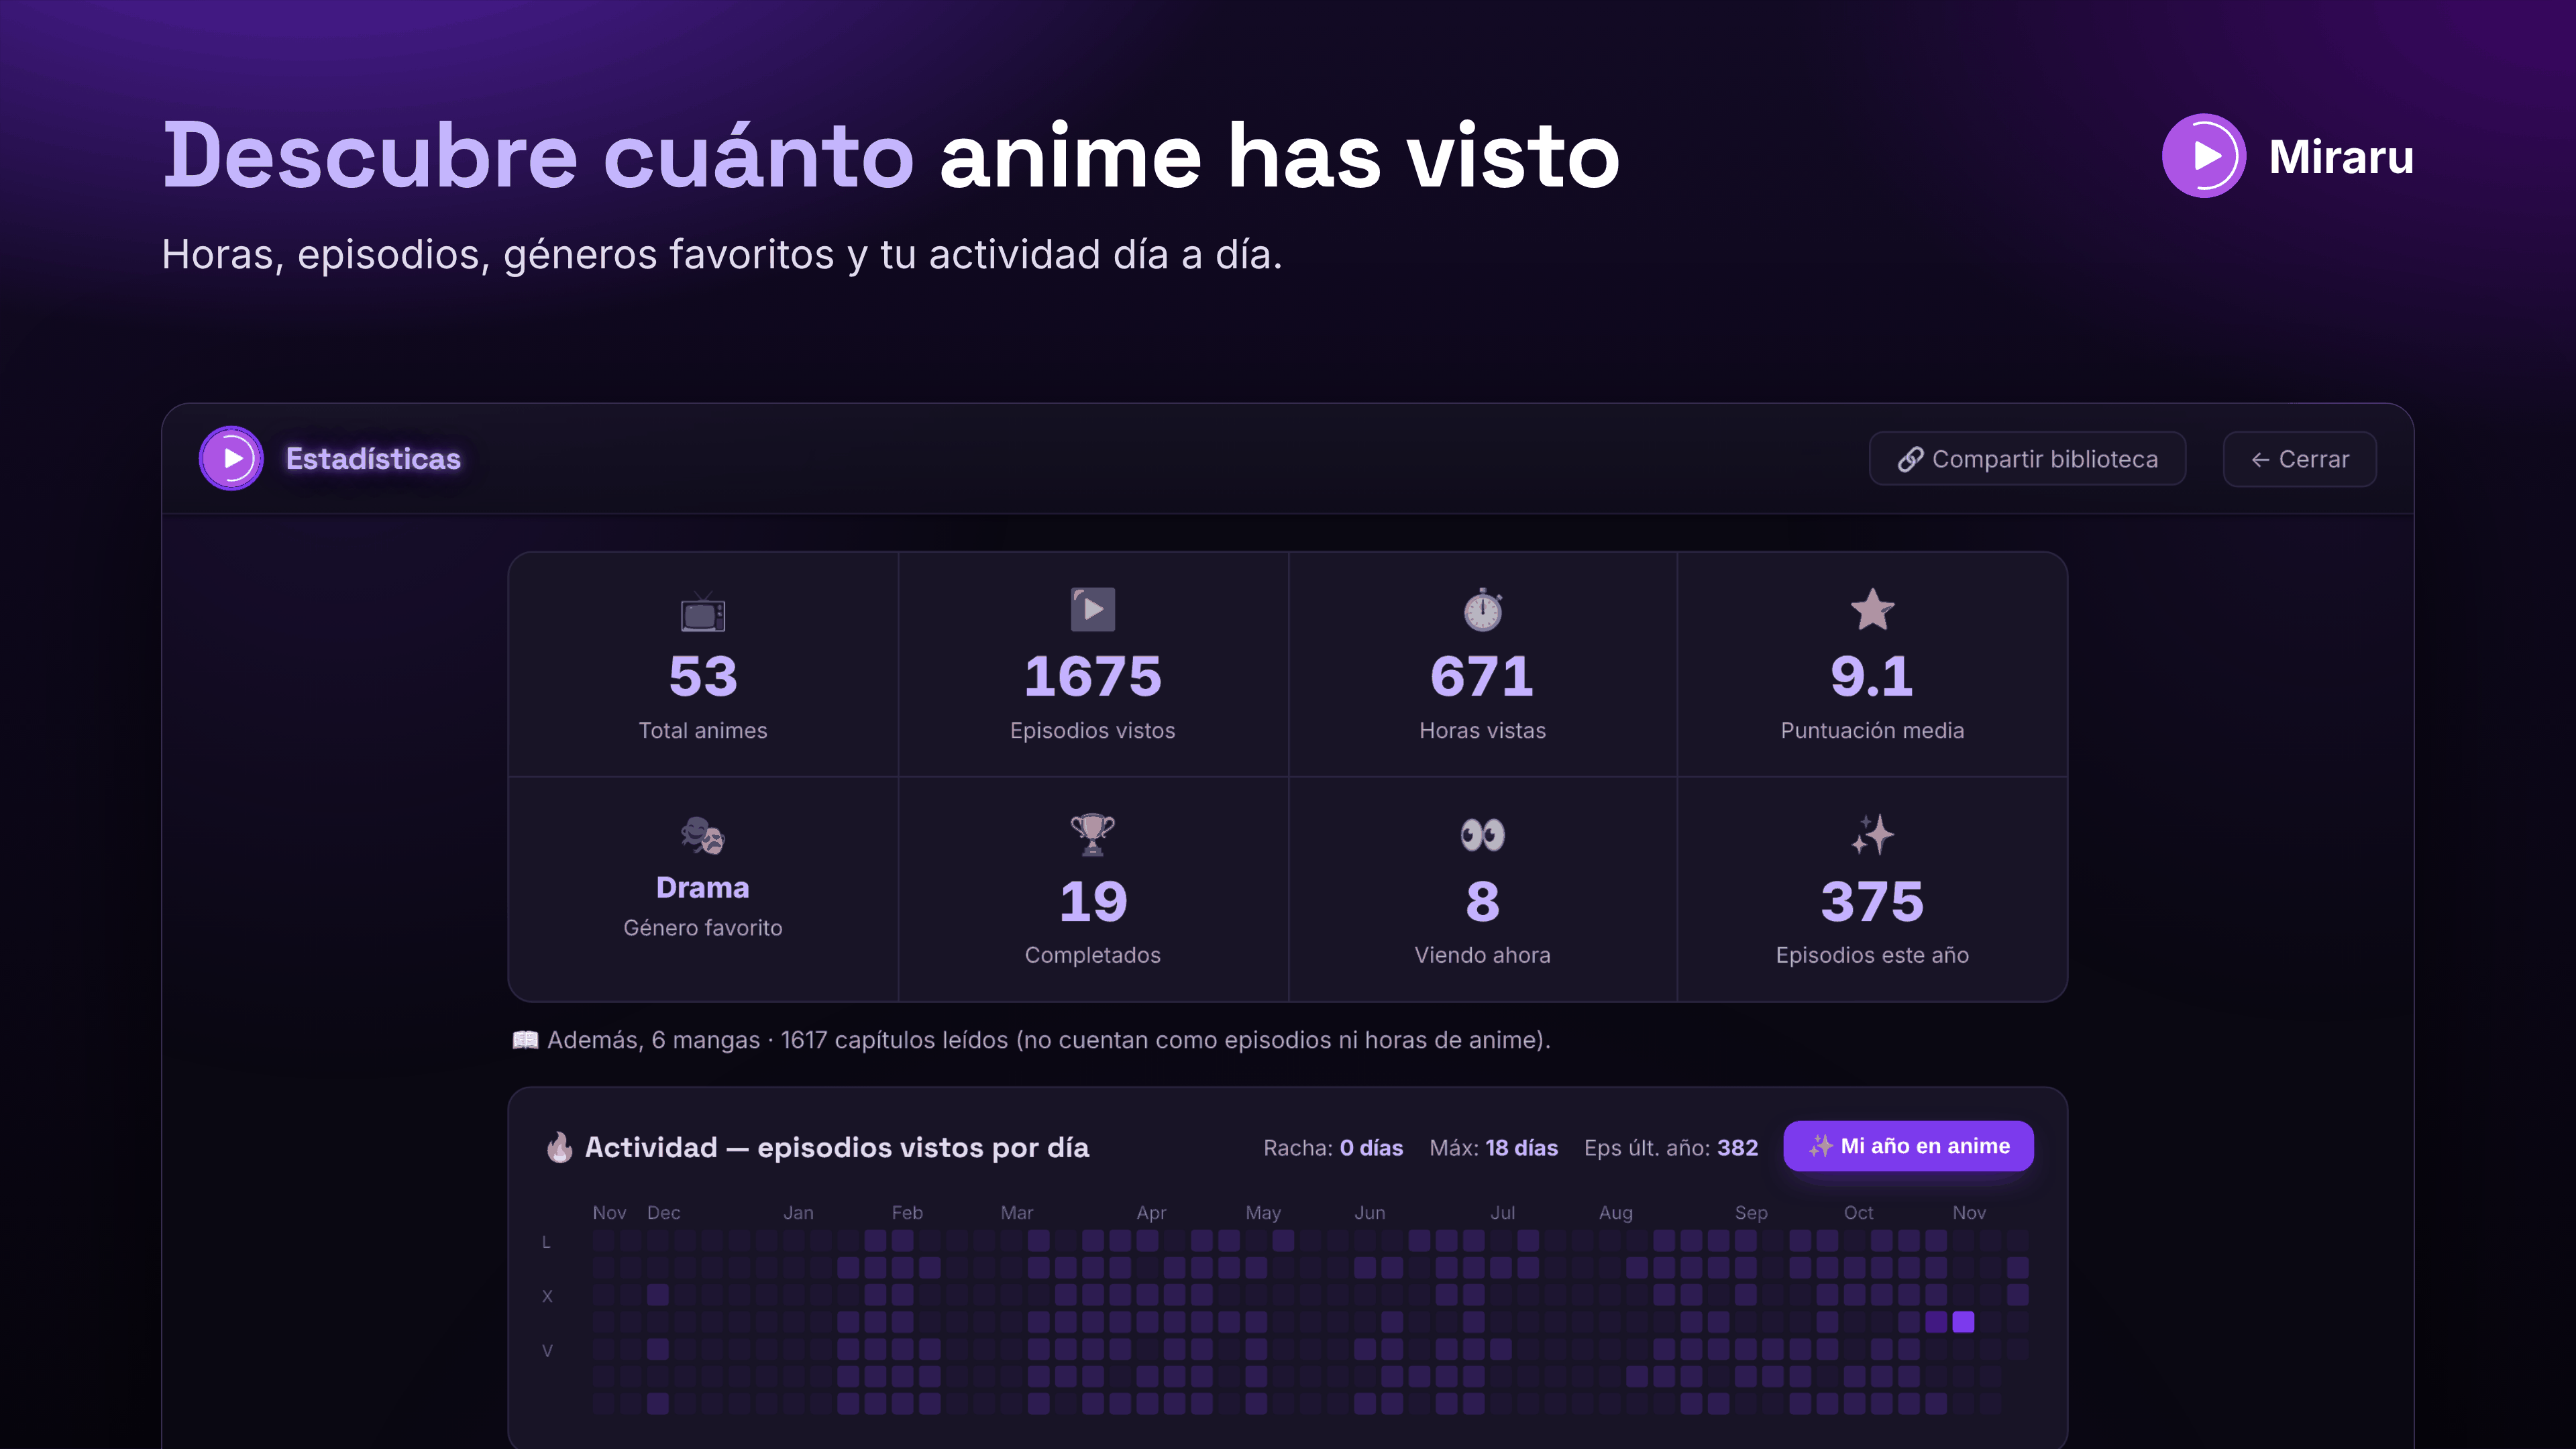 Descubre cuánto anime has visto
Miraru
Horas, episodios, géneros favoritos y tu actividad día a día.
Estadísticas
Compartir biblioteca
← Cerrar
53
Total animes
1675
Episodios vistos
671
Horas vistas
9.1
Puntuación media
Drama
Género favorito
19
Completados
8
Viendo ahora
375
Episodios este año
Además, 6 mangas · 1617 capítulos leídos (no cuentan como episodios ni horas de anime).
Actividad — episodios vistos por día
Racha: 0 días
Máx: 18 días
Eps últ. año: 382
Mi año en anime
Nov Dec Jan Feb Mar Apr May Jun Jul Aug Sep Oct Nov
L
X
V